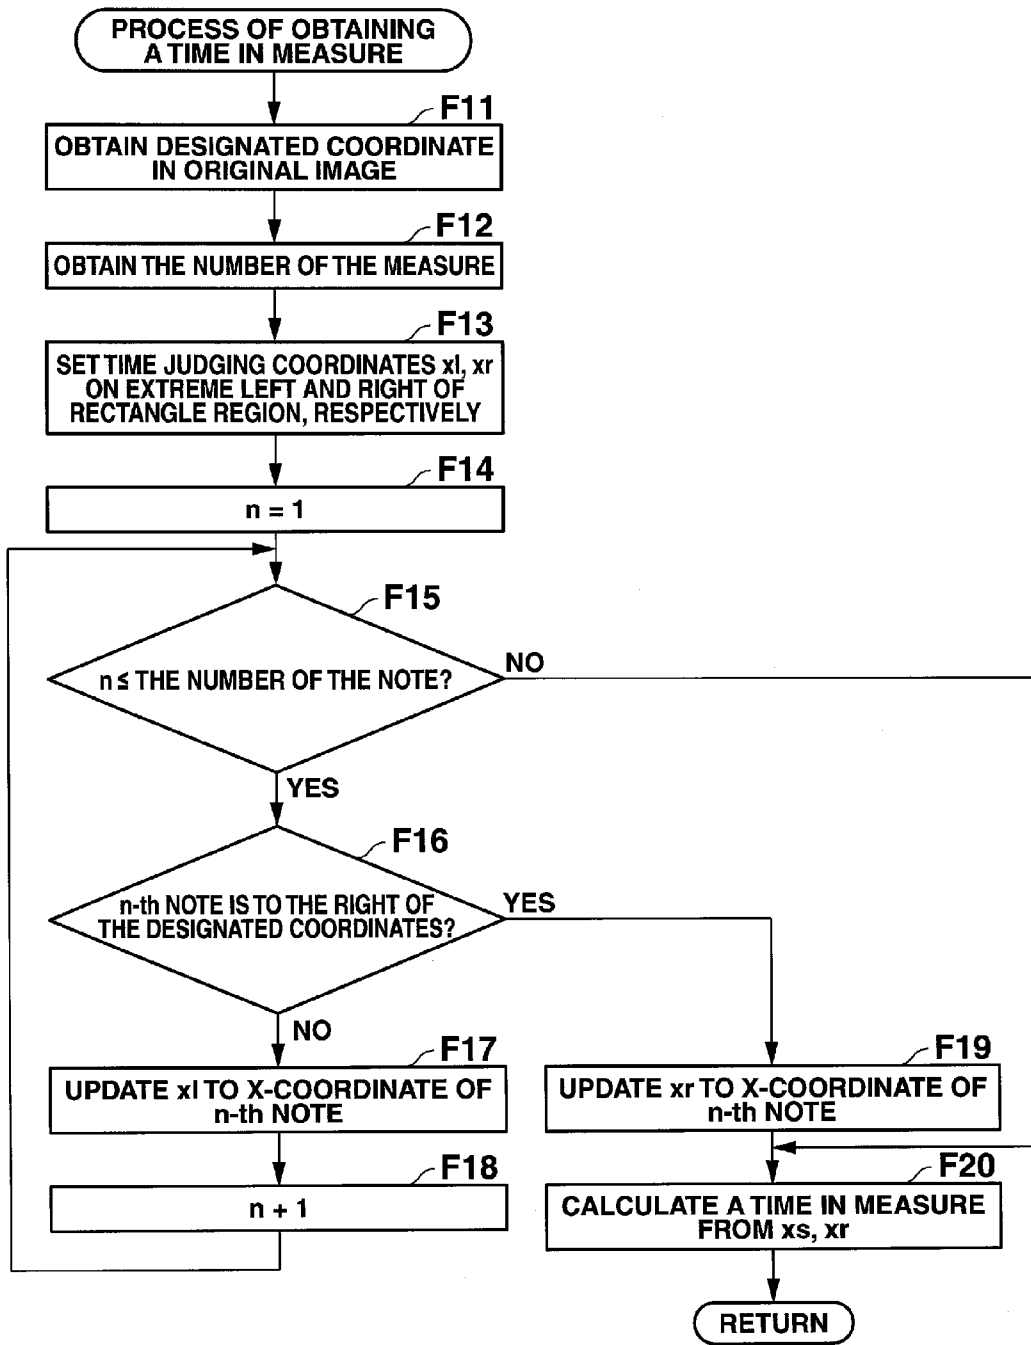 PROCESS OF OBTAINING
A TIME IN MEASURE
F11
OBTAIN DESIGNATED COORDINATE
IN ORIGINAL IMAGE
F12
OBTAIN THE NUMBER OF THE MEASURE
F13
SET TIME JUDGING COORDINATES xl, xr
ON EXTREME LEFT AND RIGHT OF
RECTANGLE REGION, RESPECTIVELY
F14
n = 1
F15
n ≤ THE NUMBER OF THE NOTE?
NO
YES
F16
n-th NOTE IS TO THE RIGHT OF
THE DESIGNATED COORDINATES?
YES
NO
F17
UPDATE xl TO X-COORDINATE OF
n-th NOTE
F18
n + 1
F19
UPDATE xr TO X-COORDINATE OF
n-th NOTE
F20
CALCULATE A TIME IN MEASURE
FROM xs, xr
RETURN